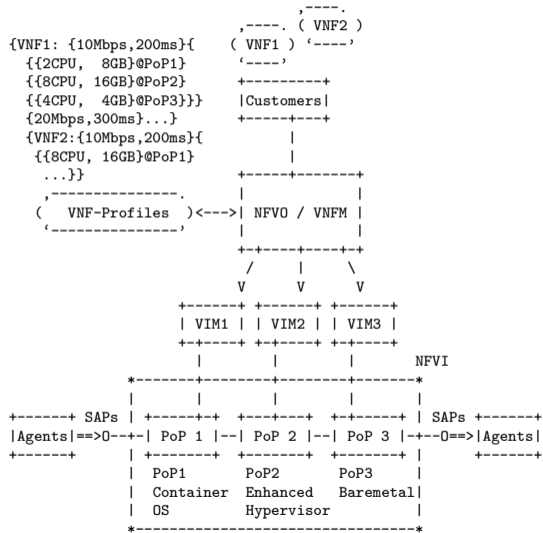 ,----.
,----. ( VNF2 )
{VNF1: {10Mbps,200ms}{ ( VNF1 ) ‘----’
{{2CPU, 8GB}@PoP1} ‘----’
{{8CPU, 16GB}@PoP2} +---------+
{{4CPU, 4GB}@PoP3}}} |Customers|
{20Mbps,300ms}...} +-----+---+
{VNF2:{10Mbps,200ms}{ |
{{8CPU, 16GB}@PoP1} |
...}} +-----+-------+
,---------------. | |
( VNF-Profiles )<--->| NFVO / VNFM |
‘---------------’ | |
+-+----+----+-+
/ | \
V V V
+------+ +------+ +------+
| VIM1 | | VIM2 | | VIM3 |
+-+----+ +--+---+ +--+---+
| | | NFVI
*-------+--------+--------+-------*
| | | | |
+------+ SAPs | +-----+-+ +---+---+ +-+-----+ | SAPs +------+
|Agents|==>O--+-| PoP 1 |--| PoP 2 |--| PoP 3 |-+--O==>|Agents|
+------+ | +-------+ +-------+ +-------+ | +------+
| PoP1 PoP2 PoP3 |
| Container Enhanced Baremetal|
| OS Hypervisor |
*---------------------------------*